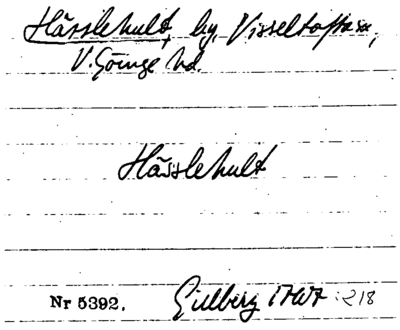 Hässlehult, by, Visseltofta sn,
V. Göinge hd.
Hässlehult
Nr 5392. Gillberg 1767 : 218